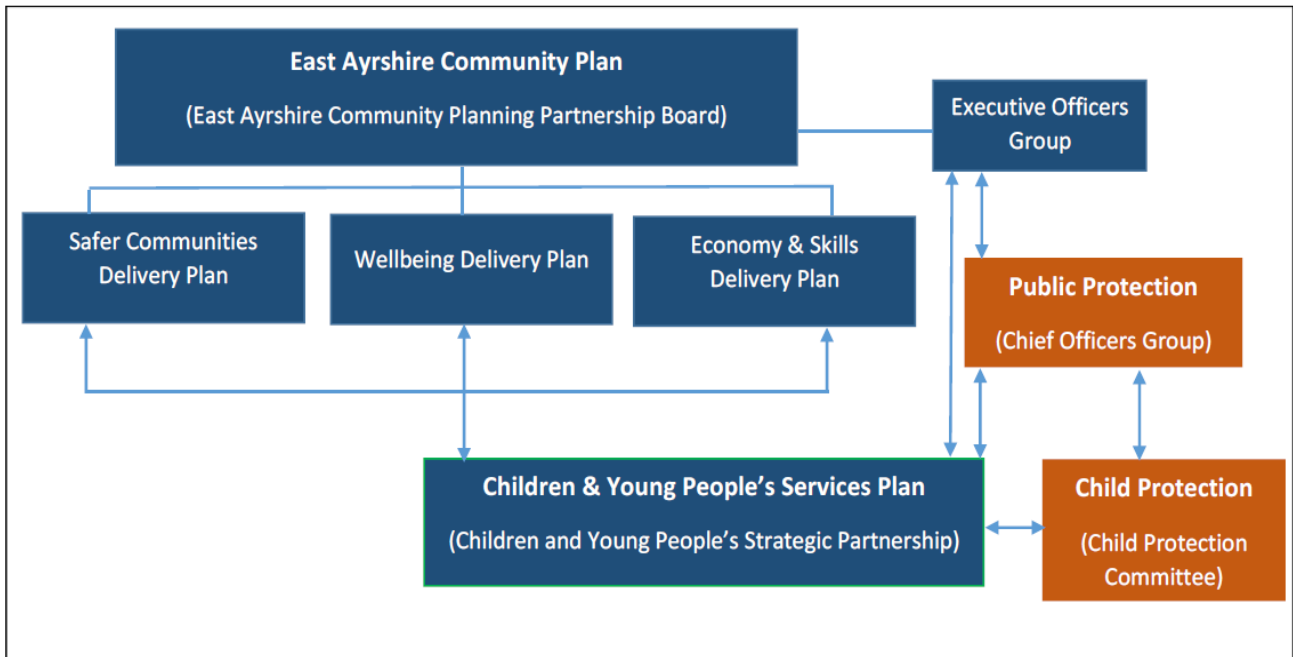 East Ayrshire Community Plan
(East Ayrshire Community Planning Partnership Board)
Executive Officers
Group
Safer Communities
Delivery Plan
Wellbeing Delivery Plan
Economy & Skills
Delivery Plan
Public Protection
(Chief Officers Group)
Children & Young People’s Services Plan
(Children and Young People’s Strategic Partnership)
Child Protection
(Child Protection
Committee)